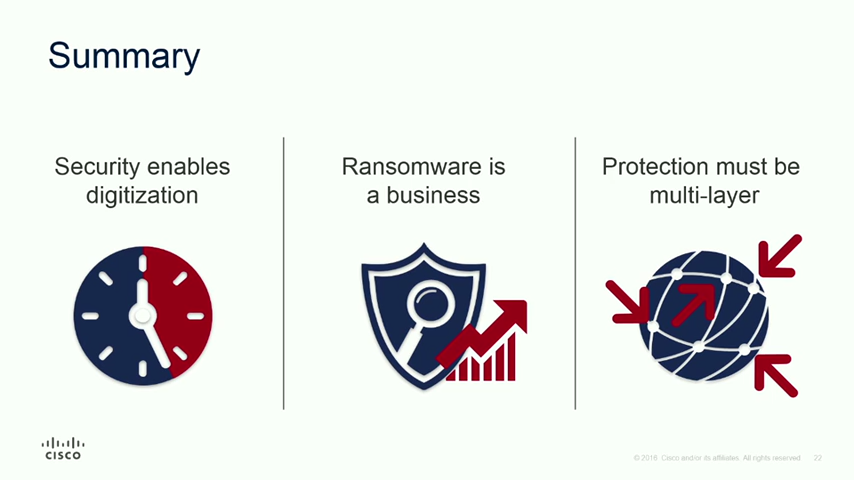 Summary
Security enables
digitization
Ransomware is
a business
Protection must be
multi-layer
CISCO
© 2016 Cisco and/or its affiliates. All rights reserved. 22